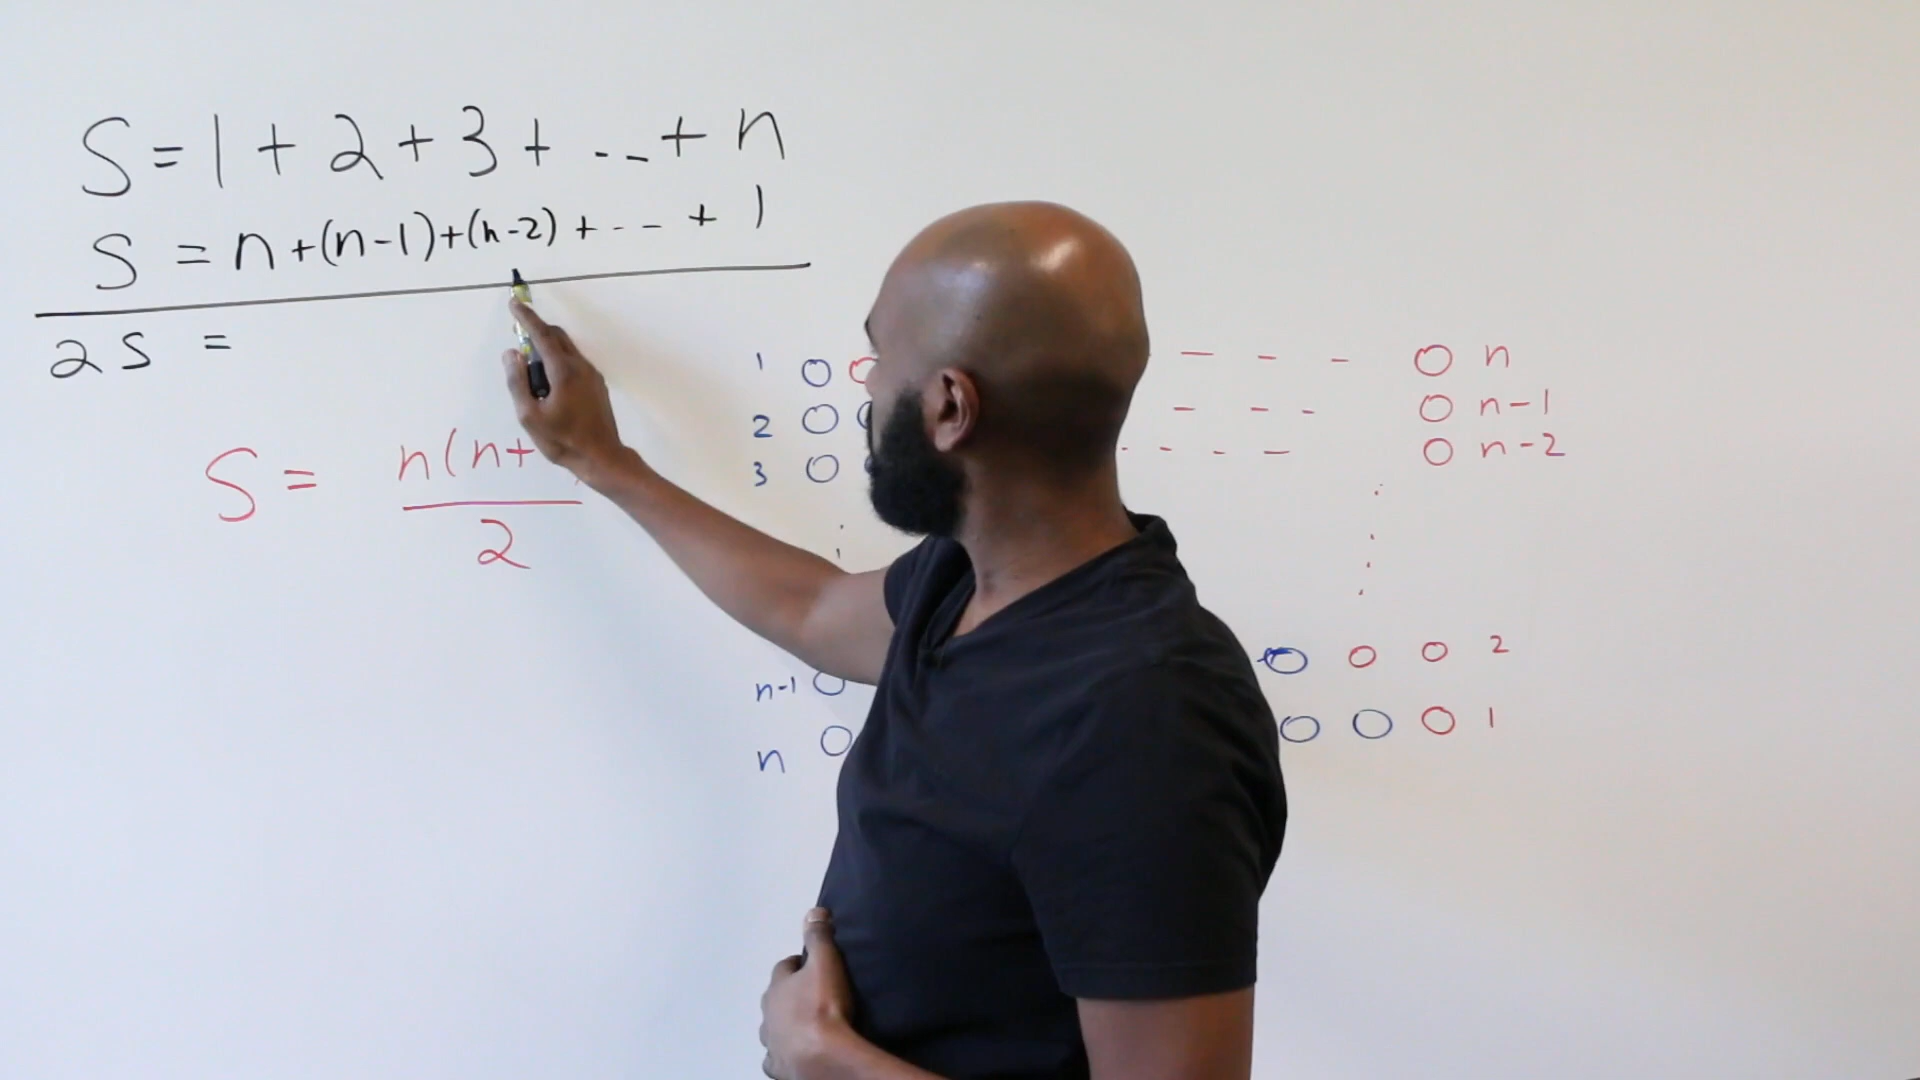 S = 1 + 2 + 3 + ... + n
S = n + (n-1) + (n-2) + ... + 1
2S =
S = n(n+
2
1 n
2 n-1
3 n-2
n-1 2
n 1